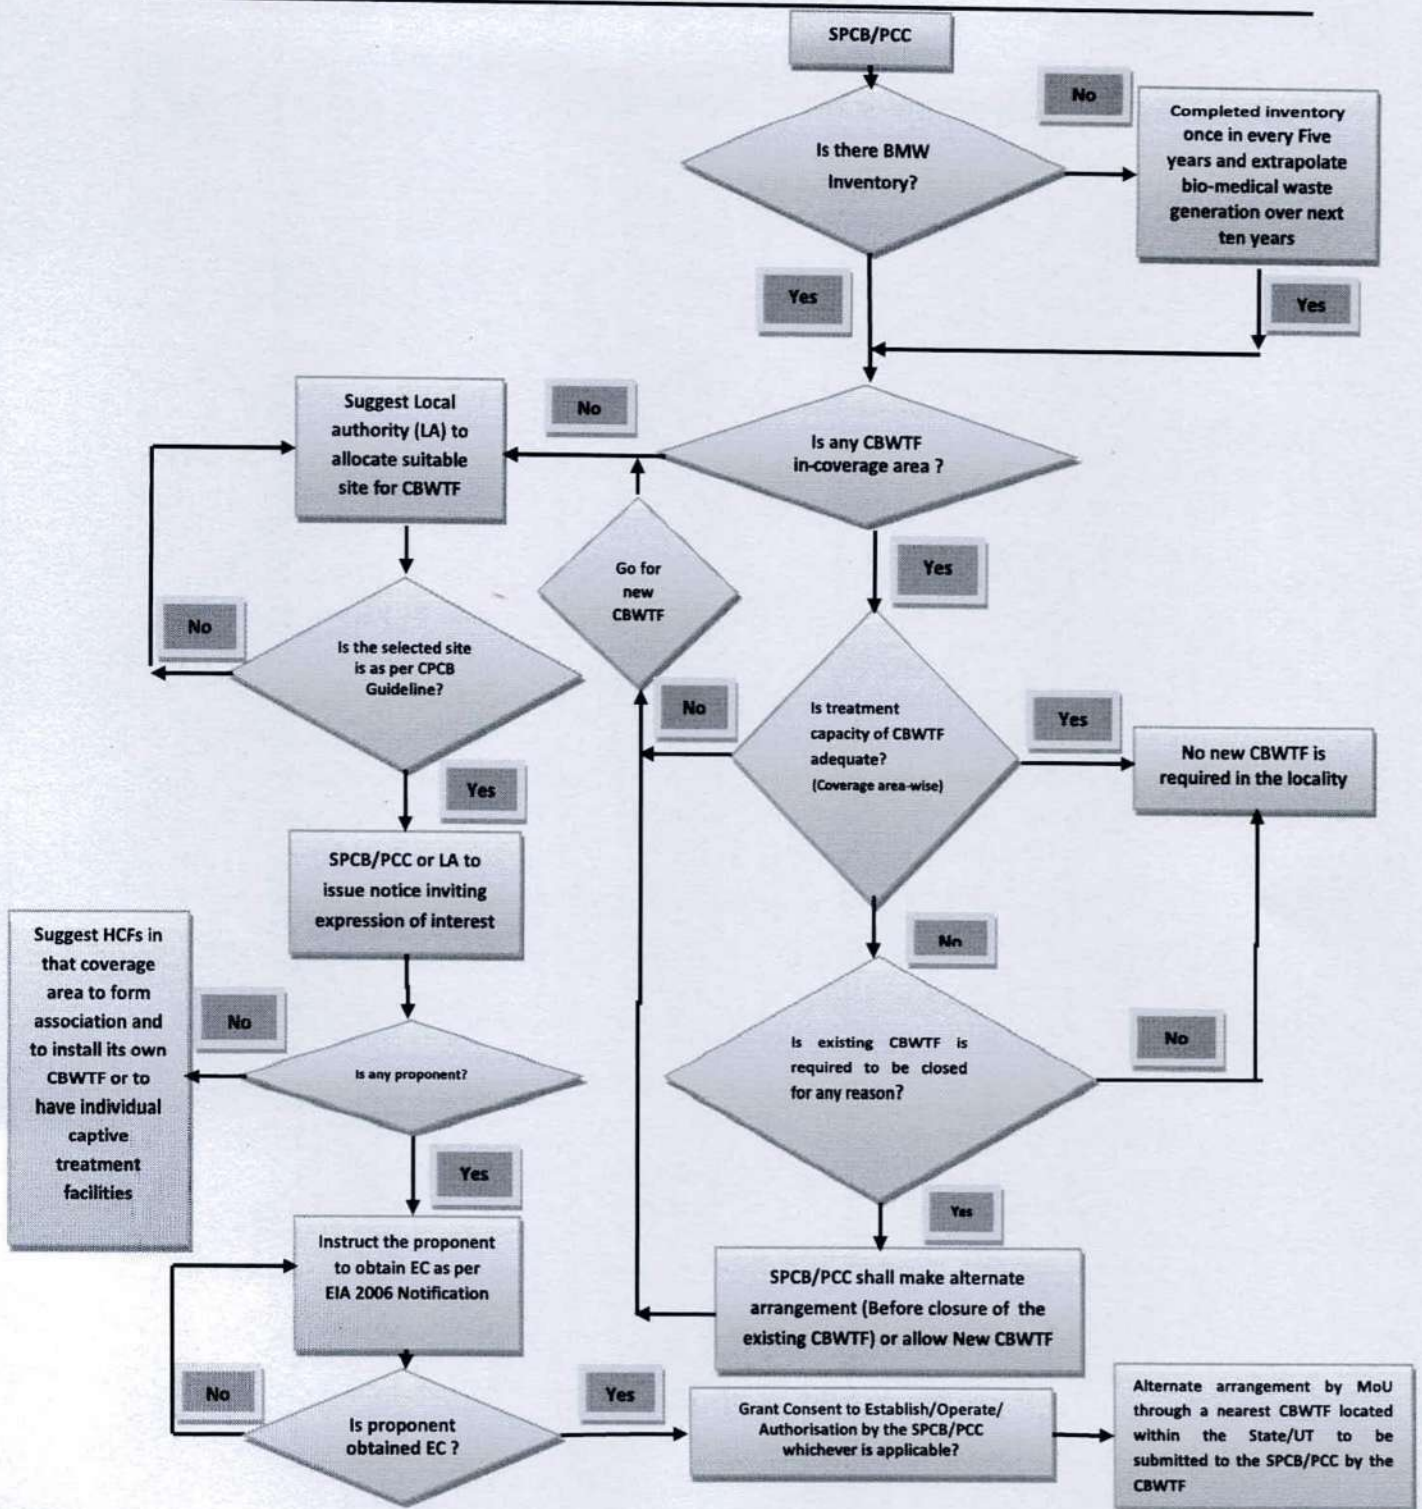 SPCB/PCC
Is there BMW
Inventory?
No
Completed inventory
once in every Five
years and extrapolate
bio-medical waste
generation over next
ten years
Yes
Yes
Suggest Local
authority (LA) to
allocate suitable
site for CBWTF
No
Is any CBWTF
in-coverage area ?
Go for
new
CBWTF
Yes
No
Is the selected site
is as per CPCB
Guideline?
No
Is treatment
capacity of CBWTF
adequate?
(Coverage area-wise)
Yes
No new CBWTF is
required in the locality
Yes
SPCB/PCC or LA to
issue notice inviting
expression of interest
No
Suggest HCFs in
that coverage
area to form
association and
to install its own
CBWTF or to
have individual
captive
treatment
facilities
No
Is any proponent?
Is existing CBWTF is
required to be closed
for any reason?
No
Yes
Yes
Instruct the proponent
to obtain EC as per
EIA 2006 Notification
SPCB/PCC shall make alternate
arrangement (Before closure of the
existing CBWTF) or allow New CBWTF
No
Is proponent
obtained EC ?
Yes
Grant Consent to Establish/Operate/
Authorisation by the SPCB/PCC
whichever is applicable?
Alternate arrangement by MoU
through a nearest CBWTF located
within the State/UT to be
submitted to the SPCB/PCC by the
CBWTF